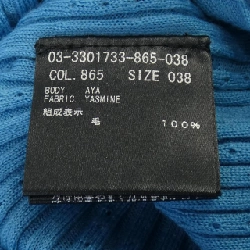 03-3301733-865-038
COL.865 SIZE 038
BODY AYA
FABRIC YASMINE
組成表示
毛 100%